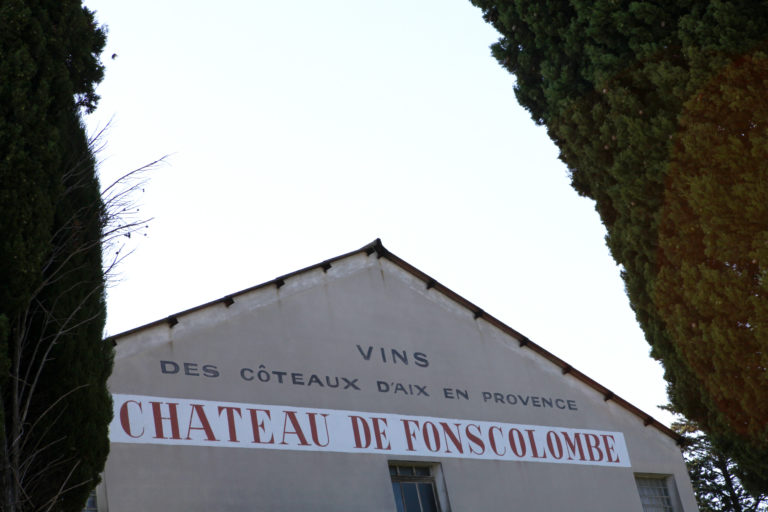 VINS
DES CÔTEAUX D'AIX EN PROVENCE
CHATEAU DE FONSCOLOMBE